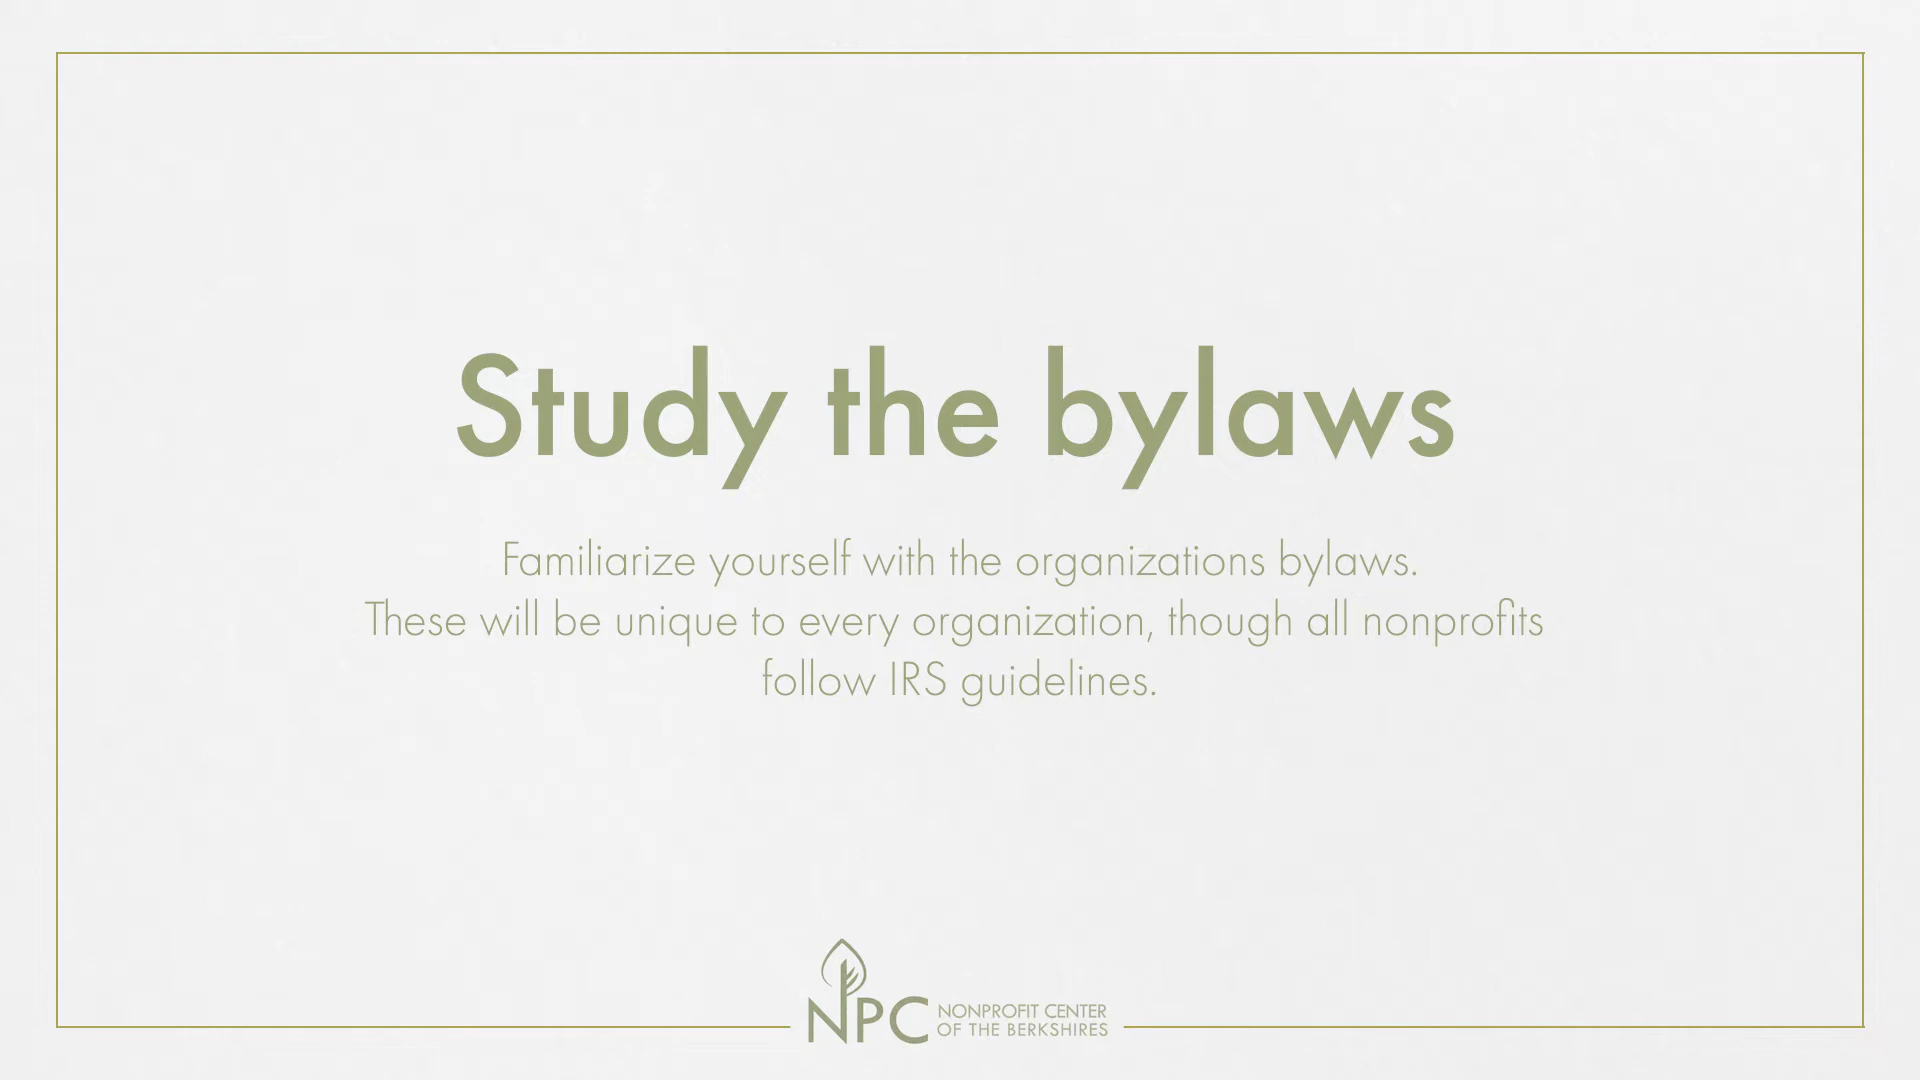 Study the bylaws
Familiarize yourself with the organizations bylaws.
These will be unique to every organization, though all nonprofits
follow IRS guidelines.
NPC
NONPROFIT CENTER
OF THE BERKSHIRES